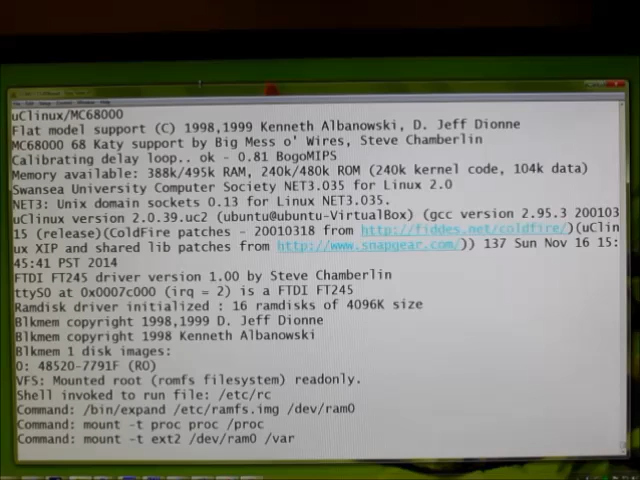 uClinux/MC68000
Flat model support (C) 1998,1999 Kenneth Albanowski, D. Jeff Dionne
MC68000 68 Katy support by Big Mess o' Wires, Steve Chamberlin
Calibrating delay loop.. ok - 0.81 BogoMIPS
Memory available: 388k/495k RAM, 240k/480k ROM (240k kernel code, 104k data)
Swansea University Computer Society NET3.035 for Linux 2.0
NET3: Unix domain sockets 0.13 for Linux NET3.035.
uClinux version 2.0.39.uc2 (ubuntu@ubuntu-VirtualBox) (gcc version 2.95.3 200103
15 (release)(ColdFire patches - 20010318 from http://fiddes.net/coldfire/)(uClin
ux XIP and shared lib patches from http://www.snapgear.com/)) 137 Sun Nov 16 15:
45:41 PST 2014
FTDI FT245 driver version 1.00 by Steve Chamberlin
ttyS0 at 0x0007c000 (irq = 2) is a FTDI FT245
Ramdisk driver initialized : 16 ramdisks of 4096K size
Blkmem copyright 1998,1999 D. Jeff Dionne
Blkmem copyright 1998 Kenneth Albanowski
Blkmem 1 disk images:
0: 48520-7791F (RO)
VFS: Mounted root (romfs filesystem) readonly.
Shell invoked to run file: /etc/rc
Command: /bin/expand /etc/ramfs.img /dev/ram0
Command: mount -t proc proc /proc
Command: mount -t ext2 /dev/ram0 /var